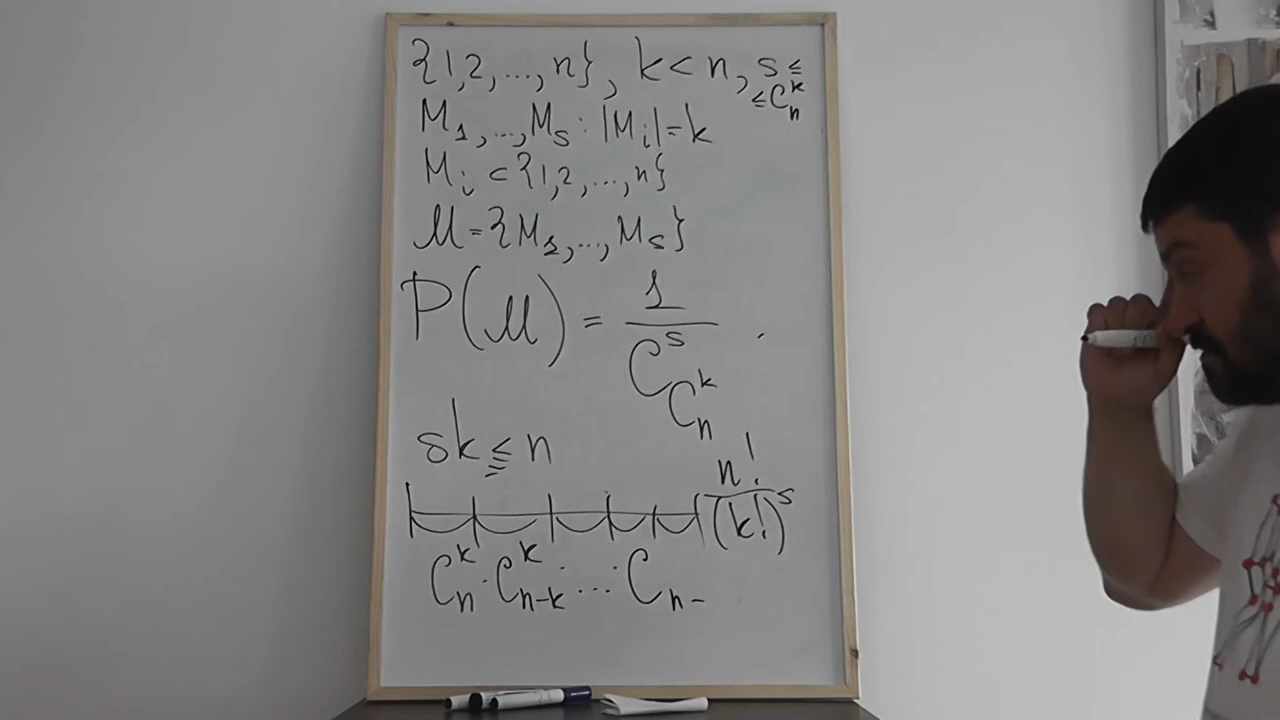 {1,2,...,n}, k<n, s≤
≤C_n^k
M_1,...,M_s : |M_i|=k
M_i ⊂ {1,2,...,n}
ℳ={M_1,...,M_s}
P(ℳ) = 1/C_{C_n^k}^s .
sk ≤ n
n!/(k!)^s
C_n^k · C_{n-k}^k · ... · C_{n-